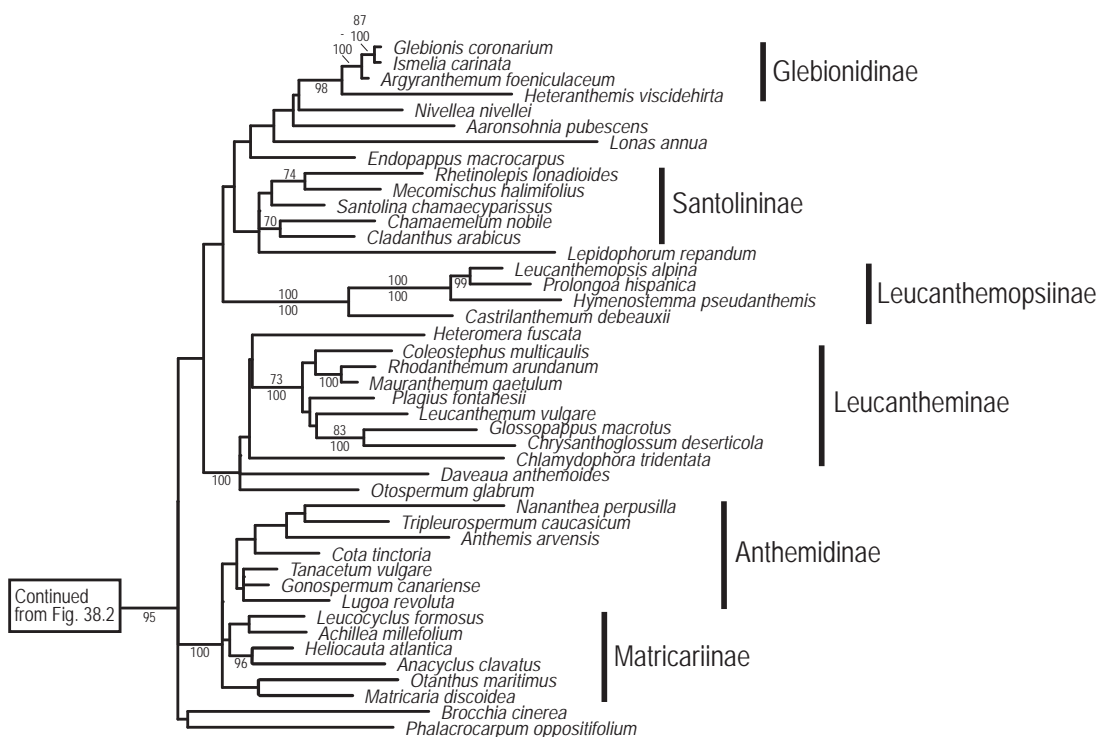 87
-
100
100
Glebionis coronarium
Ismelia carinata
Argyranthemum foeniculaceum
98
Heteranthemis viscidehirta
Glebionidinae
Nivellea nivellei
Aaronsohnia pubescens
Lonas annua
Endopappus macrocarpus
74
Rhetinolepis lonadioides
Mecomischus halimifolius
Santolina chamaecyparissus
Santolininae
70
Chamaemelum nobile
Cladanthus arabicus
Lepidophorum repandum
Leucanthemopsis alpina
100
100
99
Prolongoa hispanica
100
100
Hymenostemma pseudanthemis
Leucanthemopsiinae
Castrilanthemum debeauxii
Heteromera fuscata
Coleostephus multicaulis
Rhodanthemum arundanum
73
100
100
Mauranthemum gaetulum
Plagius fontanesii
Leucanthemum vulgare
Leucantheminae
83
100
Glossopappus macrotus
Chrysanthoglossum deserticola
Chlamydophora tridentata
100
Daveaua anthemoides
Otospermum glabrum
Nananthea perpusilla
Tripleurospermum caucasicum
Anthemis arvensis
Anthemidinae
Cota tinctoria
Tanacetum vulgare
Gonospermum canariense
Lugoa revoluta
Continued
from Fig. 38.2
95
Leucocyclus formosus
Achillea millefolium
100
Heliocauta atlantica
96
Anacyclus clavatus
Matricariinae
Otanthus maritimus
Matricaria discoidea
Brocchia cinerea
Phalacrocarpum oppositifolium